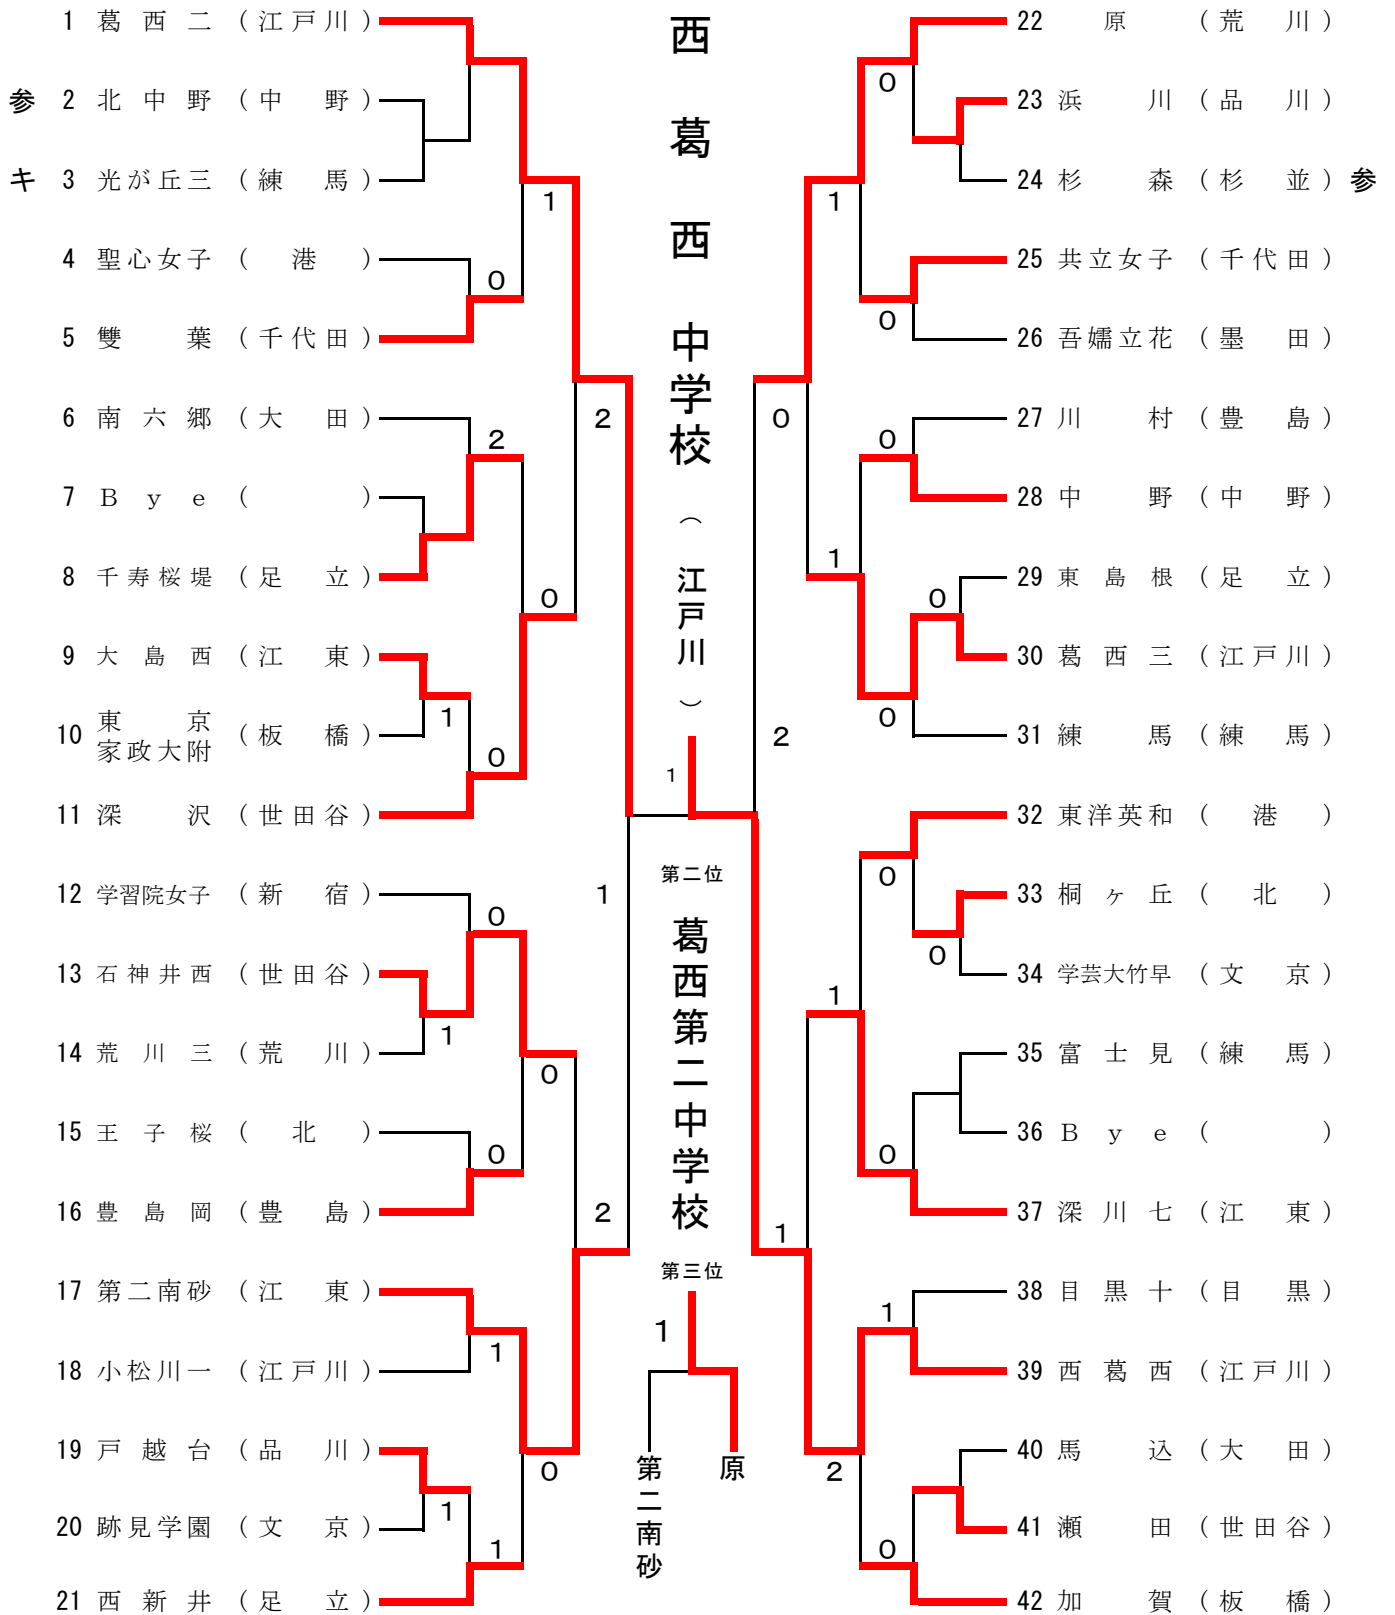 1 葛西二 (江戸川)
参 2 北中野 (中野)
キ 3 光が丘三 (練馬)
4 聖心女子 (港)
5 雙葉 (千代田)
6 南六郷 (大田)
7 Bye ( )
8 千寿桜堤 (足立)
9 大島西 (江東)
10 東京家政大附 (板橋)
11 深沢 (世田谷)
12 学習院女子 (新宿)
13 石神井西 (世田谷)
14 荒川三 (荒川)
15 王子桜 (北)
16 豊島岡 (豊島)
17 第二南砂 (江東)
18 小松川一 (江戸川)
19 戸越台 (品川)
20 跡見学園 (文京)
21 西新井 (足立)
1
0
2
2
0
1
0
0
1
1
0
0
2
1
0
1
1
西葛西中学校
(江戸川)
1
第二位
葛西第二中学校
第三位
1
第二南砂
原
0
1
0
0
0
1
0
0
2
0
0
1
0
1
1
2
0
22 原 (荒川)
23 浜川 (品川)
24 杉森 (杉並) 参
25 共立女子 (千代田)
26 吾嬬立花 (墨田)
27 川村 (豊島)
28 中野 (中野)
29 東島根 (足立)
30 葛西三 (江戸川)
31 練馬 (練馬)
32 東洋英和 (港)
33 桐ヶ丘 (北)
34 学芸大竹早 (文京)
35 富士見 (練馬)
36 Bye ( )
37 深川七 (江東)
38 目黒十 (目黒)
39 西葛西 (江戸川)
40 馬込 (大田)
41 瀬田 (世田谷)
42 加賀 (板橋)